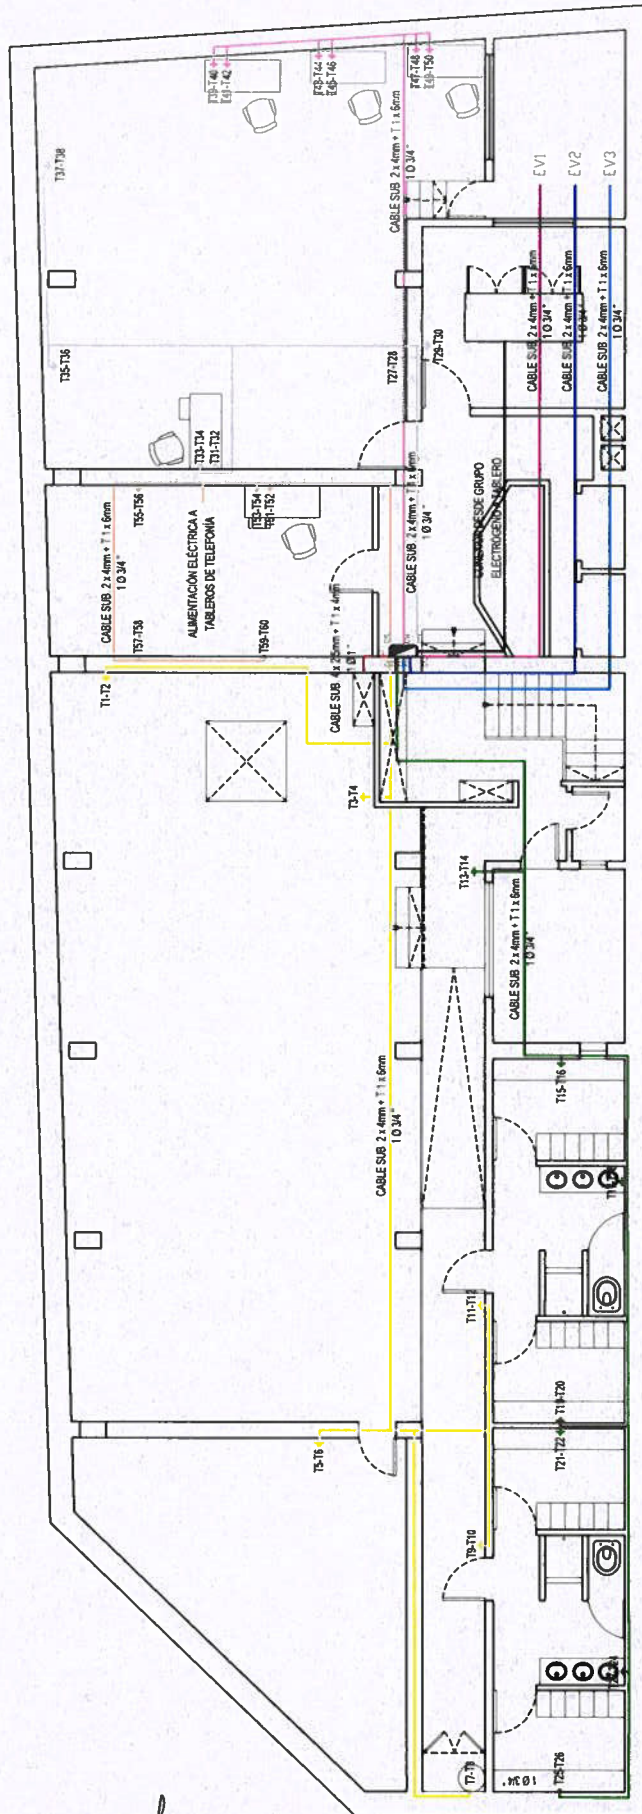 T39-T40
T41-T42
T43-T44
T45-T46
T47-T48
T49-T50
T37-T38
CABLE SUB 2 x 4mm + T 1 x 6mm
1 O 3/4"
EV1
EV2
EV3
CABLE SUB 2 x 4mm + T 1 x 6mm
1 O 3/4"
CABLE SUB 2 x 4mm + T 1 x 6mm
1 O 3/4"
CABLE SUB 2 x 4mm + T 1 x 6mm
1 O 3/4"
T35-T36
T27-T28
T29-T30
T33-T34
T31-T32
T55-T56
T53-T54
T51-T52
CABLE SUB 2 x 4mm + T 1 x 6mm
1 O 3/4"
ALIMENTACIÓN ELÉCTRICA A
TABLEROS DE TELEFONÍA
T57-T58
T59-T60
CABLE SUB 2 x 4mm + T 1 x 6mm
1 O 3/4"
DESDE GRUPO
ELECTROGENO A TABLERO
T1-T2
T3-T4
T13-T14
CABLE SUB 2 x 4mm + T 1 x 6mm
1 O 3/4"
CABLE SUB 2 x 4mm + T 1 x 6mm
1 O 3/4"
T15-T16
T11-T12
T19-T20
T21-T22
T5-T6
T9-T10
T7-T8
1 O 3/4"
T25-T26